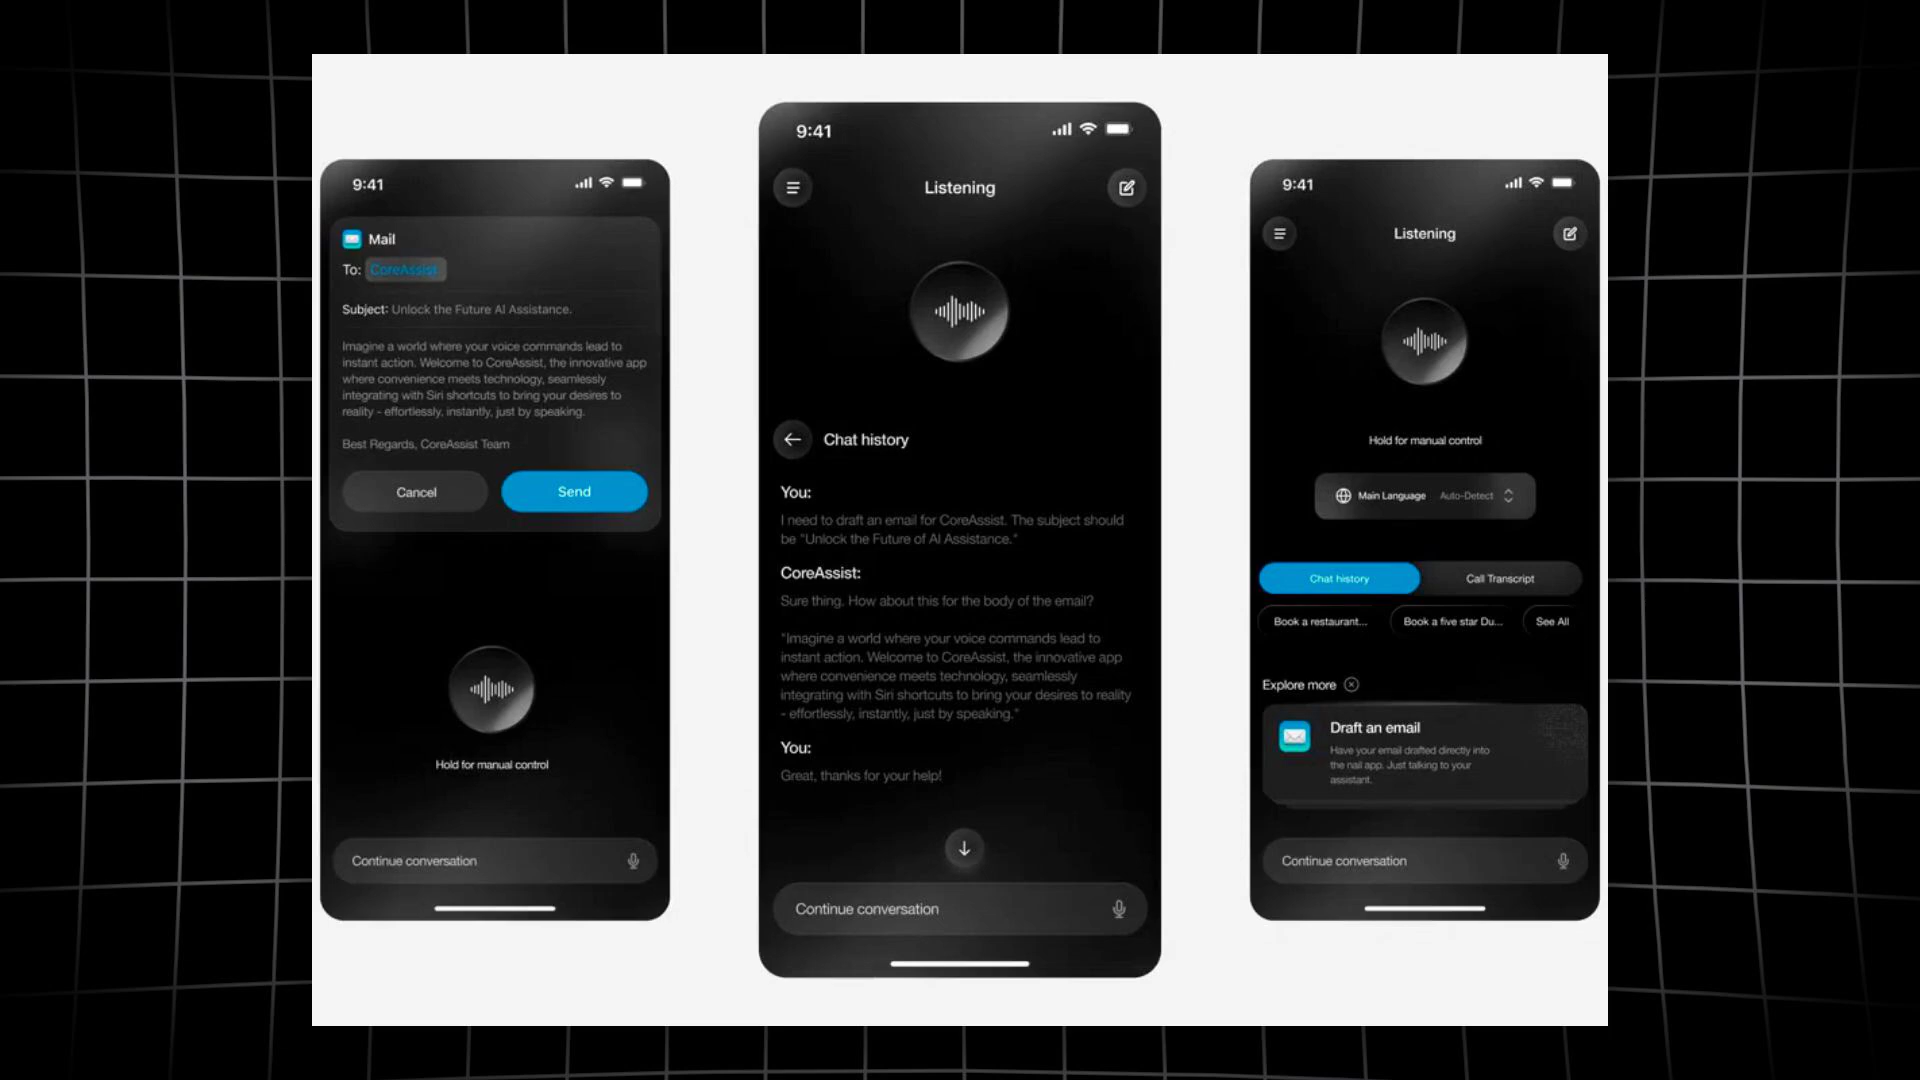 9:41
Mail
To: CoreAssist
Subject: Unlock the Future AI Assistance.
Imagine a world where your voice commands lead to
instant action. Welcome to CoreAssist, the innovative app
where convenience meets technology, seamlessly
integrating with Siri shortcuts to bring your desires to
reality - effortlessly, instantly, just by speaking.
Best Regards, CoreAssist Team
Cancel
Send
Hold for manual control
Continue conversation
9:41
Listening
Chat history
You:
I need to draft an email for CoreAssist. The subject should
be "Unlock the Future of AI Assistance."
CoreAssist:
Sure thing. How about this for the body of the email?
"Imagine a world where your voice commands lead to
instant action. Welcome to CoreAssist, the innovative app
where convenience meets technology, seamlessly
integrating with Siri shortcuts to bring your desires to reality
- effortlessly, instantly, just by speaking."
You:
Great, thanks for your help!
Continue conversation
9:41
Listening
Hold for manual control
Main Language Auto-Detect
Chat history
Call Transcript
Book a restaurant...
Book a five star Du...
See All
Explore more
Draft an email
Have your email drafted directly into
the nail app. Just talking to your
assistant.
Continue conversation